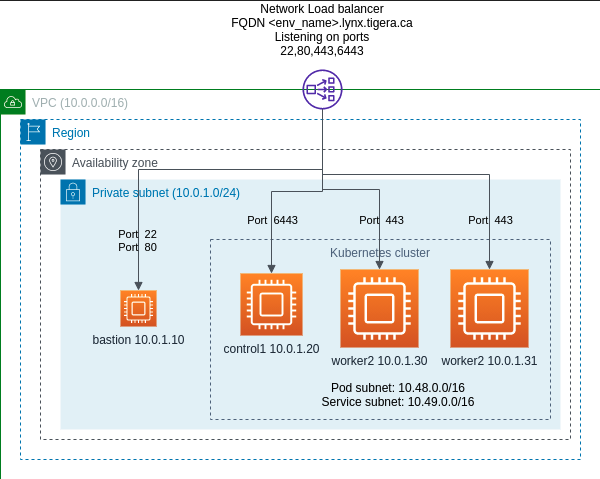 Network Load balancer
FQDN <env_name>.lynx.tigera.ca
Listening on ports
22,80,443,6443
VPC (10.0.0.0/16)
Region
Availability zone
Private subnet (10.0.1.0/24)
Port 6443
Port 443
Port 443
Port 22
Port 80
Kubernetes cluster
bastion 10.0.1.10
control1 10.0.1.20
worker2 10.0.1.30
worker2 10.0.1.31
Pod subnet: 10.48.0.0/16
Service subnet: 10.49.0.0/16